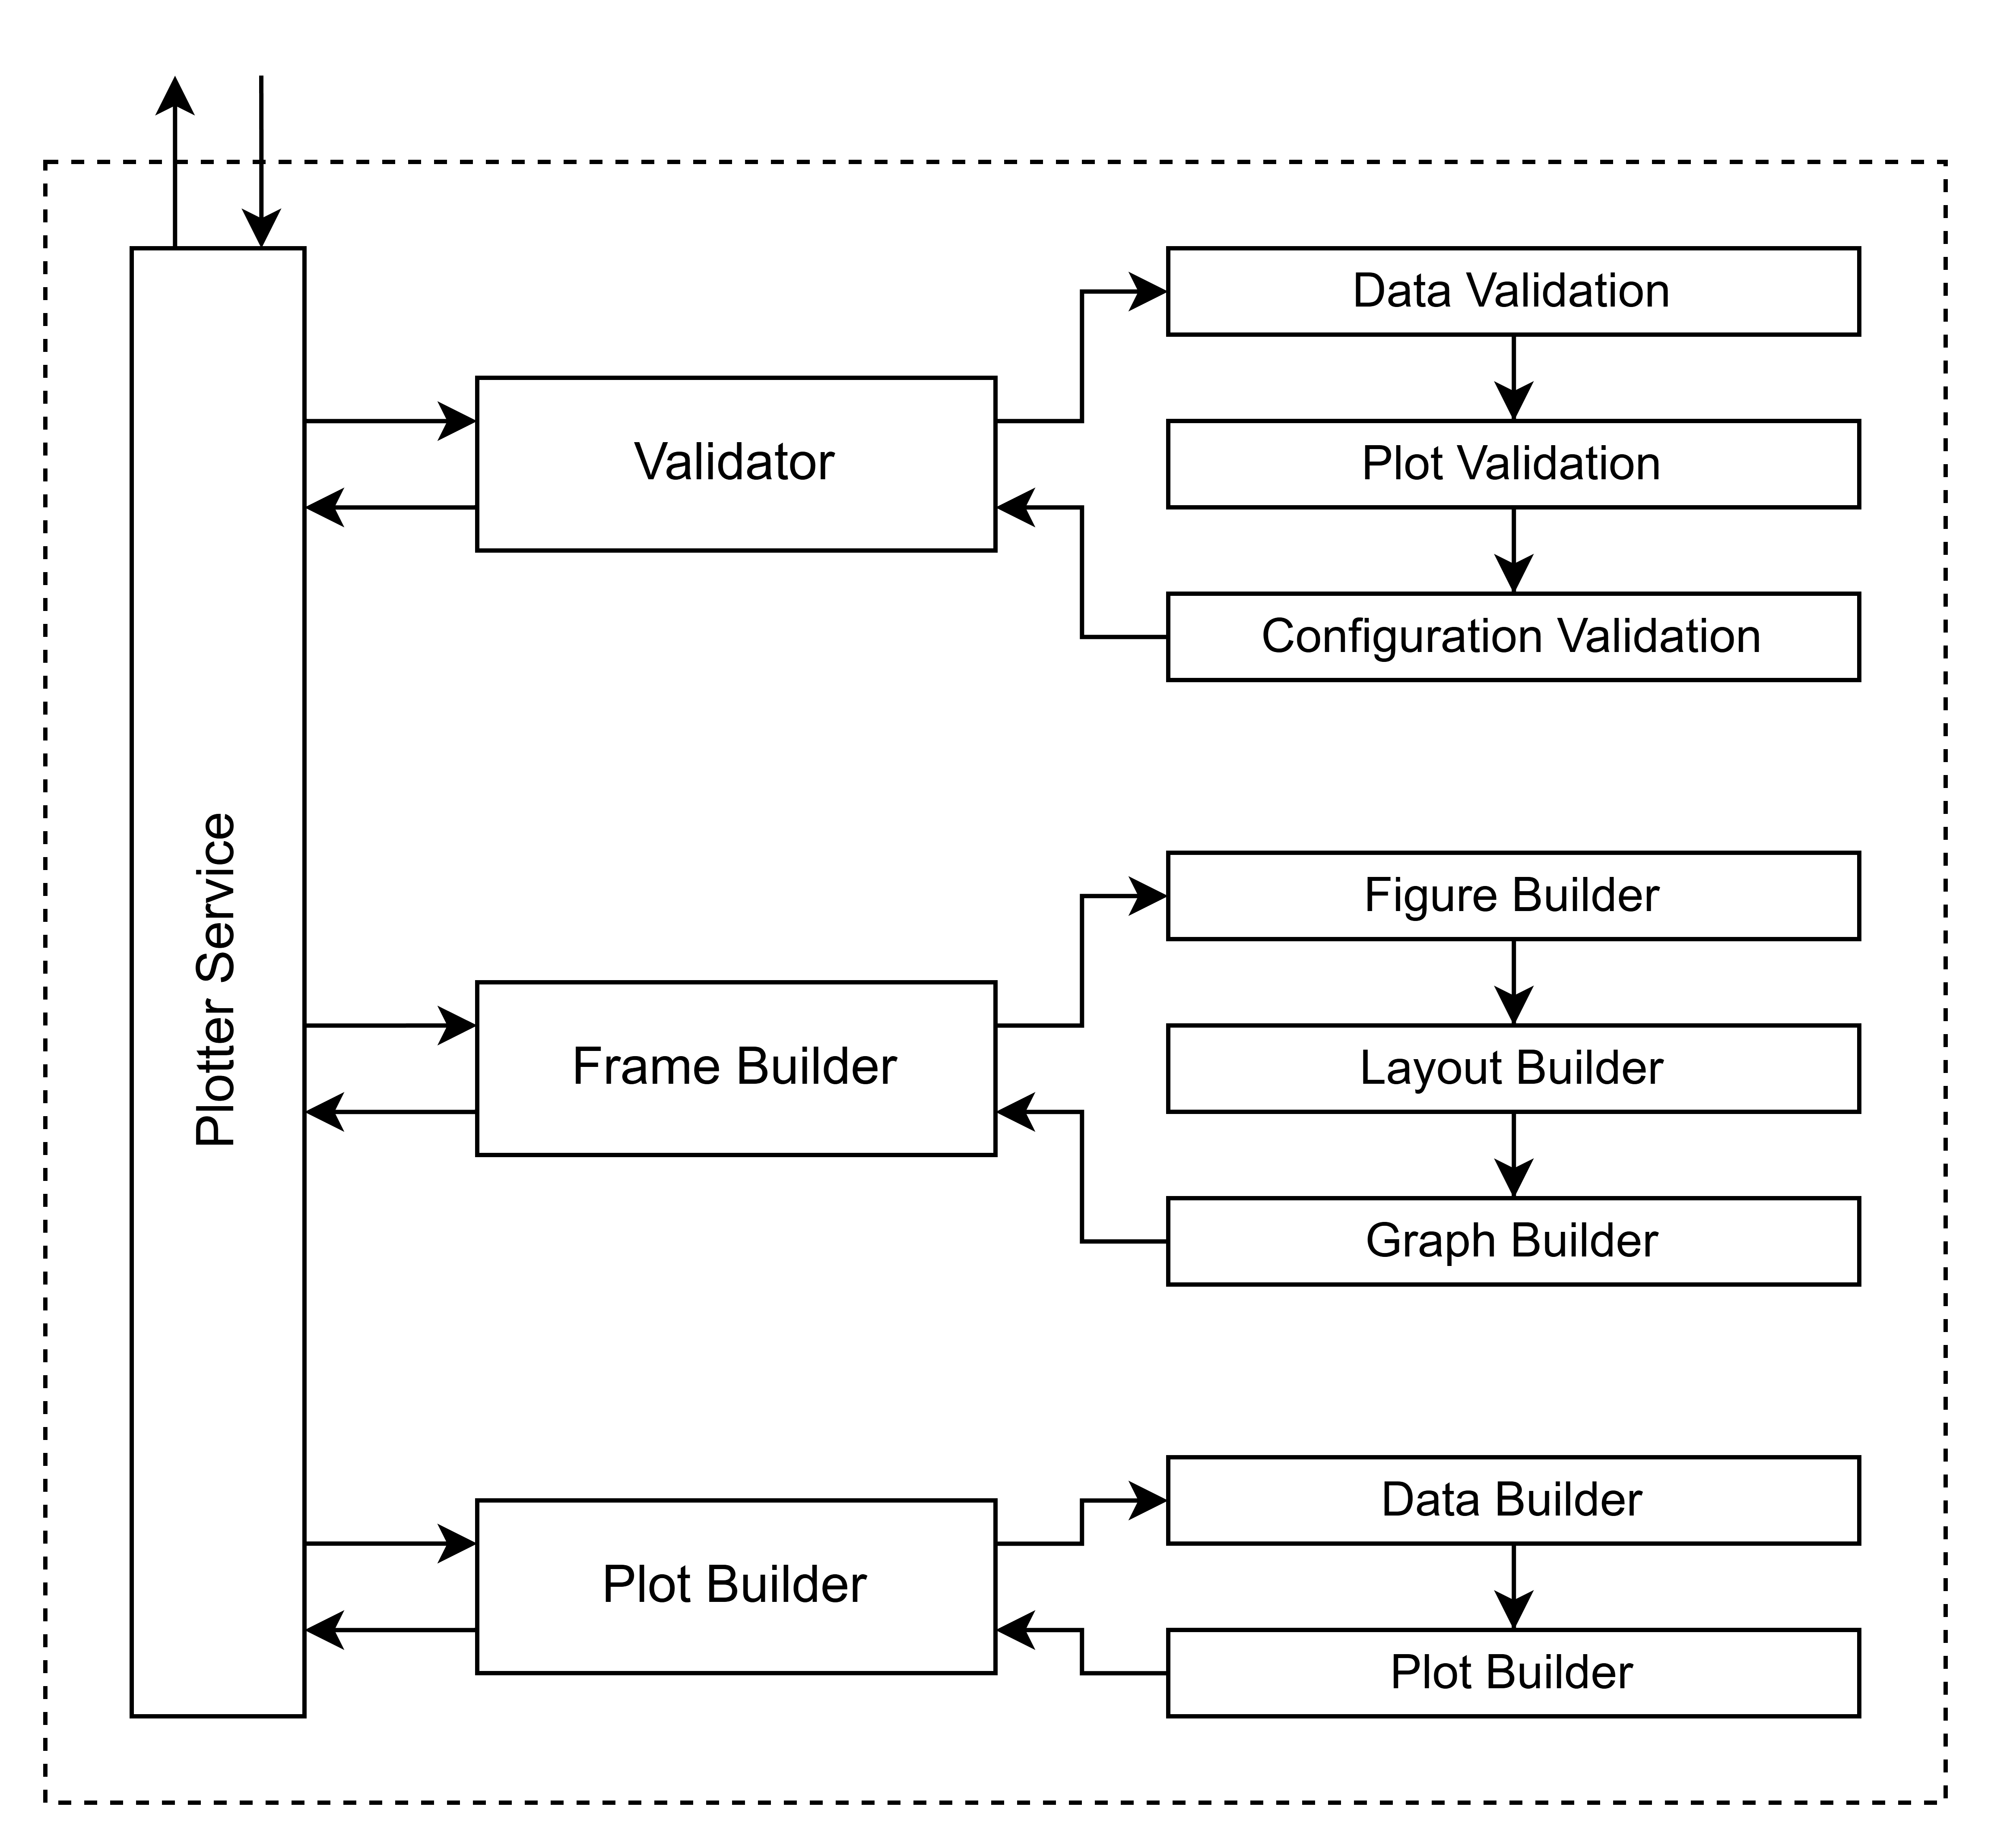 Plotter Service
Validator
Data Validation
Plot Validation
Configuration Validation
Frame Builder
Figure Builder
Layout Builder
Graph Builder
Plot Builder
Data Builder
Plot Builder